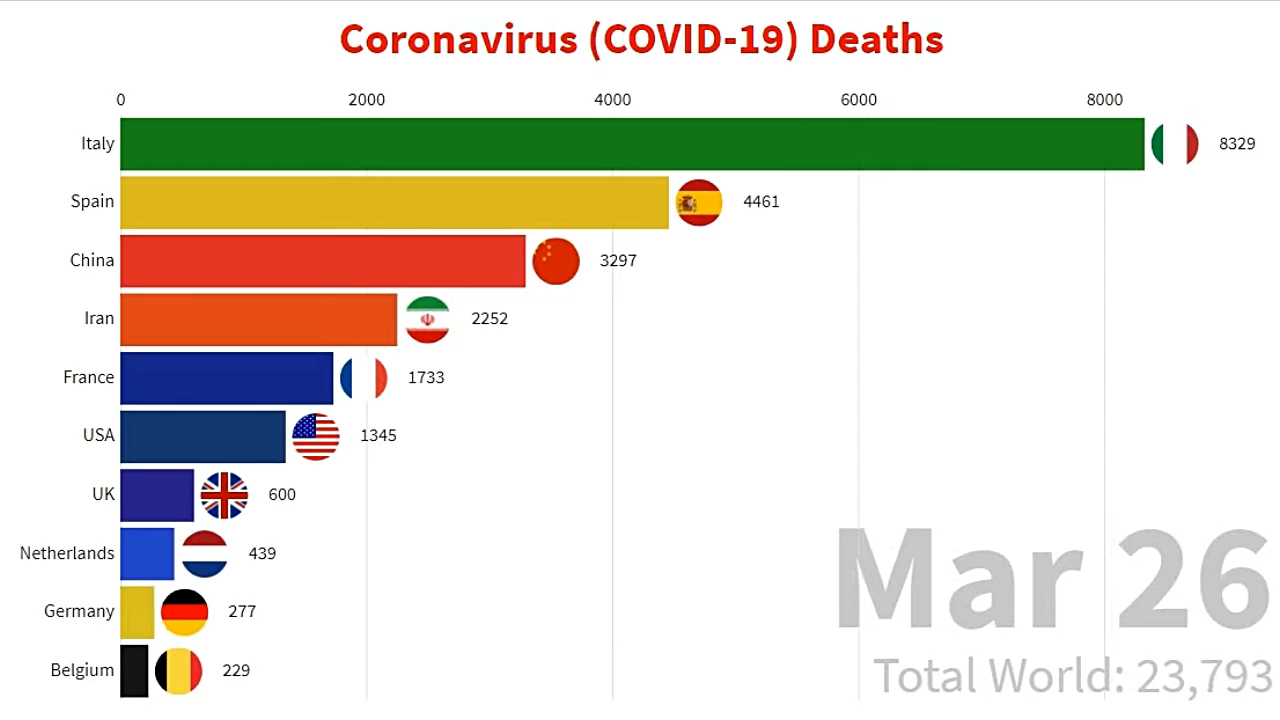 Coronavirus (COVID-19) Deaths
0 2000 4000 6000 8000
Italy 8329
Spain 4461
China 3297
Iran 2252
France 1733
USA 1345
UK 600
Netherlands 439
Germany 277
Belgium 229
Mar 26
Total World: 23,793